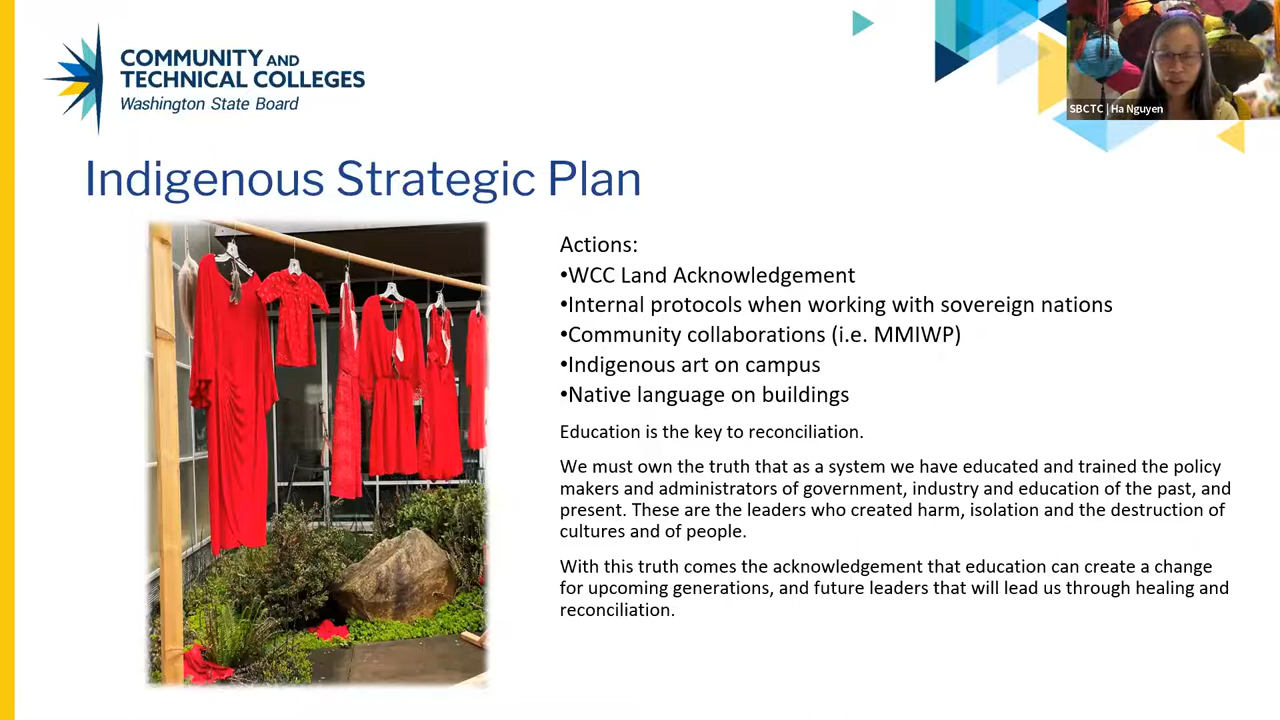 COMMUNITY AND
TECHNICAL COLLEGES
Washington State Board
SBCTC | Ha Nguyen
Indigenous Strategic Plan
Actions:
•WCC Land Acknowledgement
•Internal protocols when working with sovereign nations
•Community collaborations (i.e. MMIWP)
•Indigenous art on campus
•Native language on buildings
Education is the key to reconciliation.
We must own the truth that as a system we have educated and trained the policy
makers and administrators of government, industry and education of the past, and
present. These are the leaders who created harm, isolation and the destruction of
cultures and of people.
With this truth comes the acknowledgement that education can create a change
for upcoming generations, and future leaders that will lead us through healing and
reconciliation.